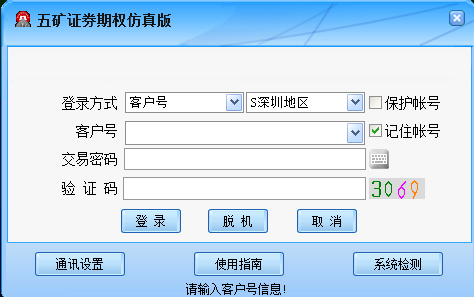 五矿证券期权仿真版
登录方式 客户号 S深圳地区 保护帐号
客户号 记住帐号
交易密码
验 证 码 3069
登 录 脱 机 取 消
通讯设置 使用指南 系统检测
请输入客户号信息!